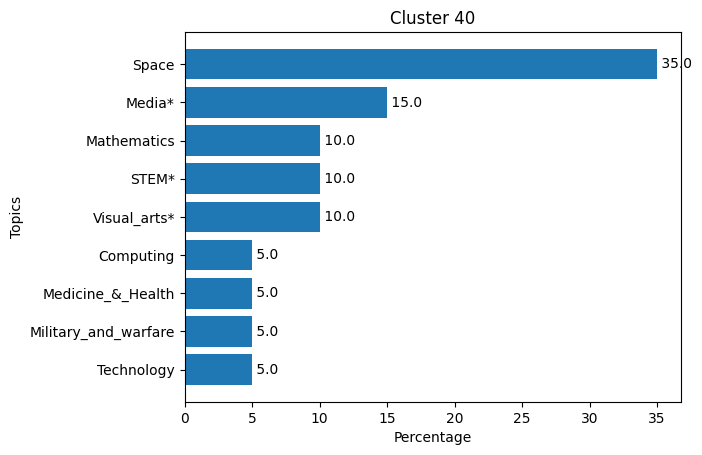 Cluster 40
Topics
Space 35.0
Media* 15.0
Mathematics 10.0
STEM* 10.0
Visual_arts* 10.0
Computing 5.0
Medicine_&_Health 5.0
Military_and_warfare 5.0
Technology 5.0
0 5 10 15 20 25 30 35
Percentage